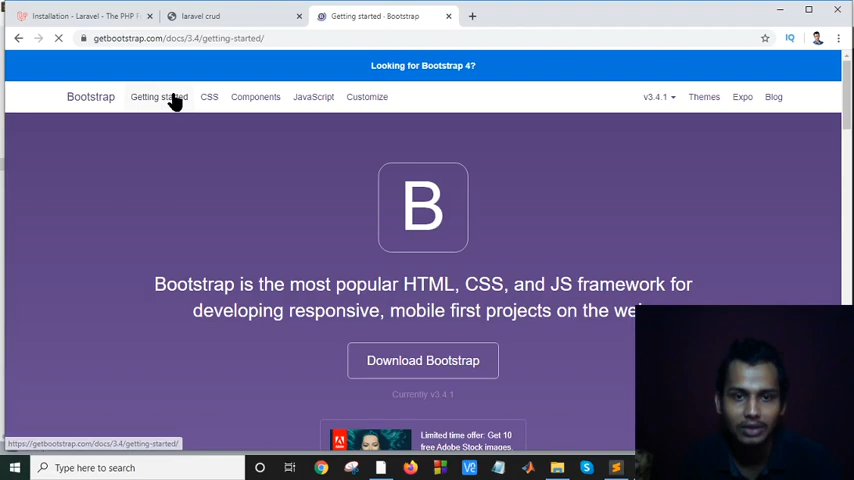 Installation - Laravel - The PHP F
laravel crud
Getting started · Bootstrap
getbootstrap.com/docs/3.4/getting-started/
IQ
Looking for Bootstrap 4?
Bootstrap
Getting started
CSS
Components
JavaScript
Customize
v3.4.1
Themes
Expo
Blog
B
Bootstrap is the most popular HTML, CSS, and JS framework for
developing responsive, mobile first projects on the we
Download Bootstrap
Currently v3.4.1
Adobe
Limited time offer: Get 10
free Adobe Stock images.
https://getbootstrap.com/docs/3.4/getting-started/
Type here to search